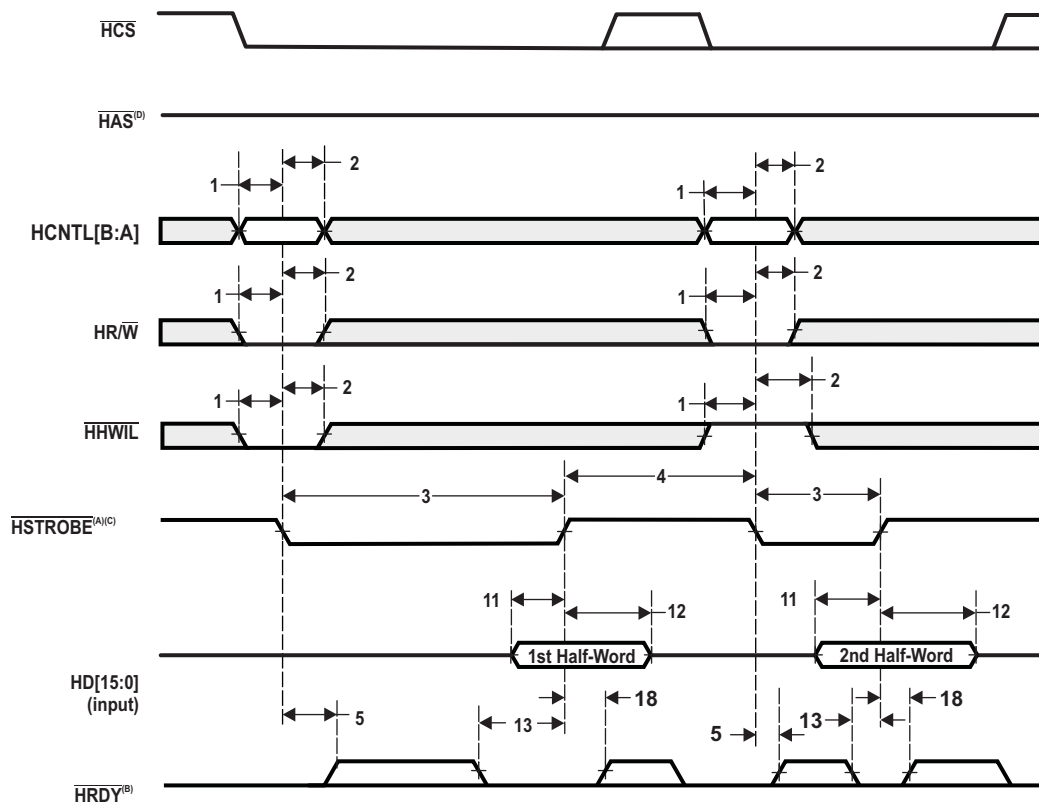 HCS
HAS(D)
2
1
2
1
HCNTL[B:A]
2
1
2
1
HR/W
2
1
2
1
HHWIL
4
3
3
HSTROBE(A)(C)
11
12
11
12
1st Half-Word
2nd Half-Word
HD[15:0]
(input)
18
18
5
13
5
13
HRDY(B)